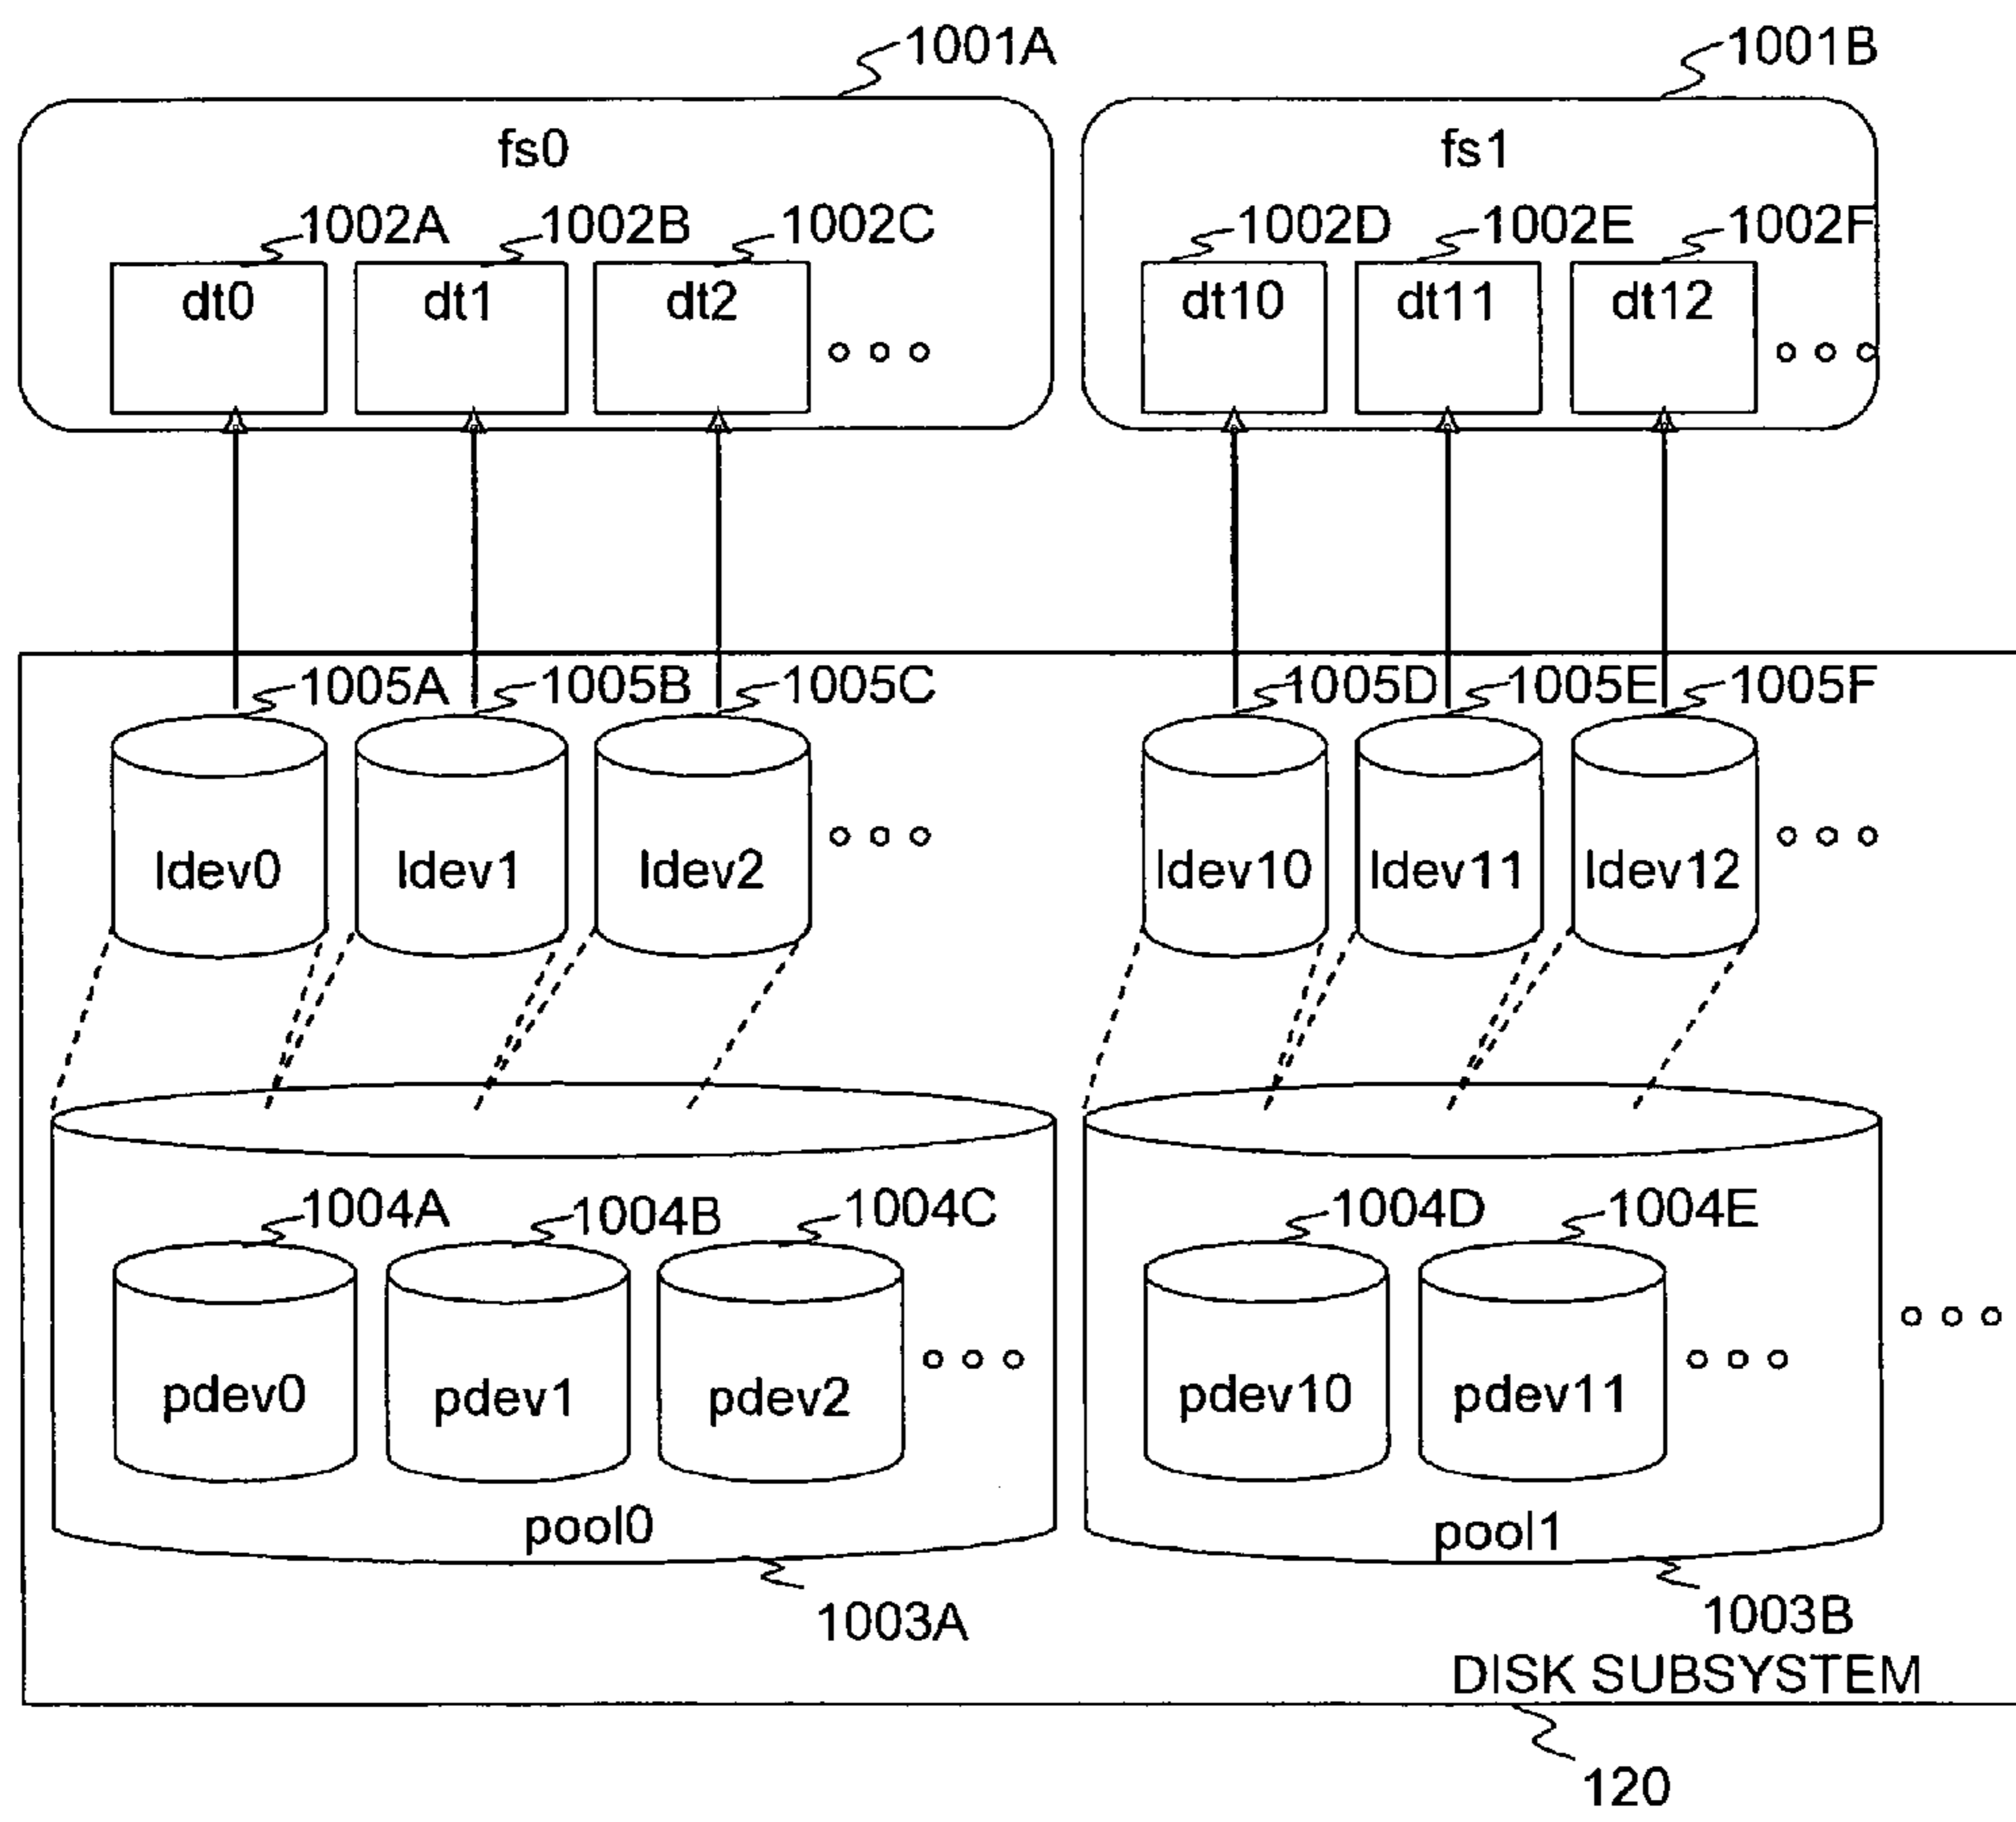 1001A 1001B
fs0 fs1
1002A 1002B 1002C 1002D 1002E 1002F
dt0 dt1 dt2 dt10 dt11 dt12
1005A 1005B 1005C 1005D 1005E 1005F
ldev0 ldev1 ldev2 ldev10 ldev11 ldev12
1004A 1004B 1004C 1004D 1004E
pdev0 pdev1 pdev2 pdev10 pdev11
pool0 pool1
1003A 1003B
DISK SUBSYSTEM
120